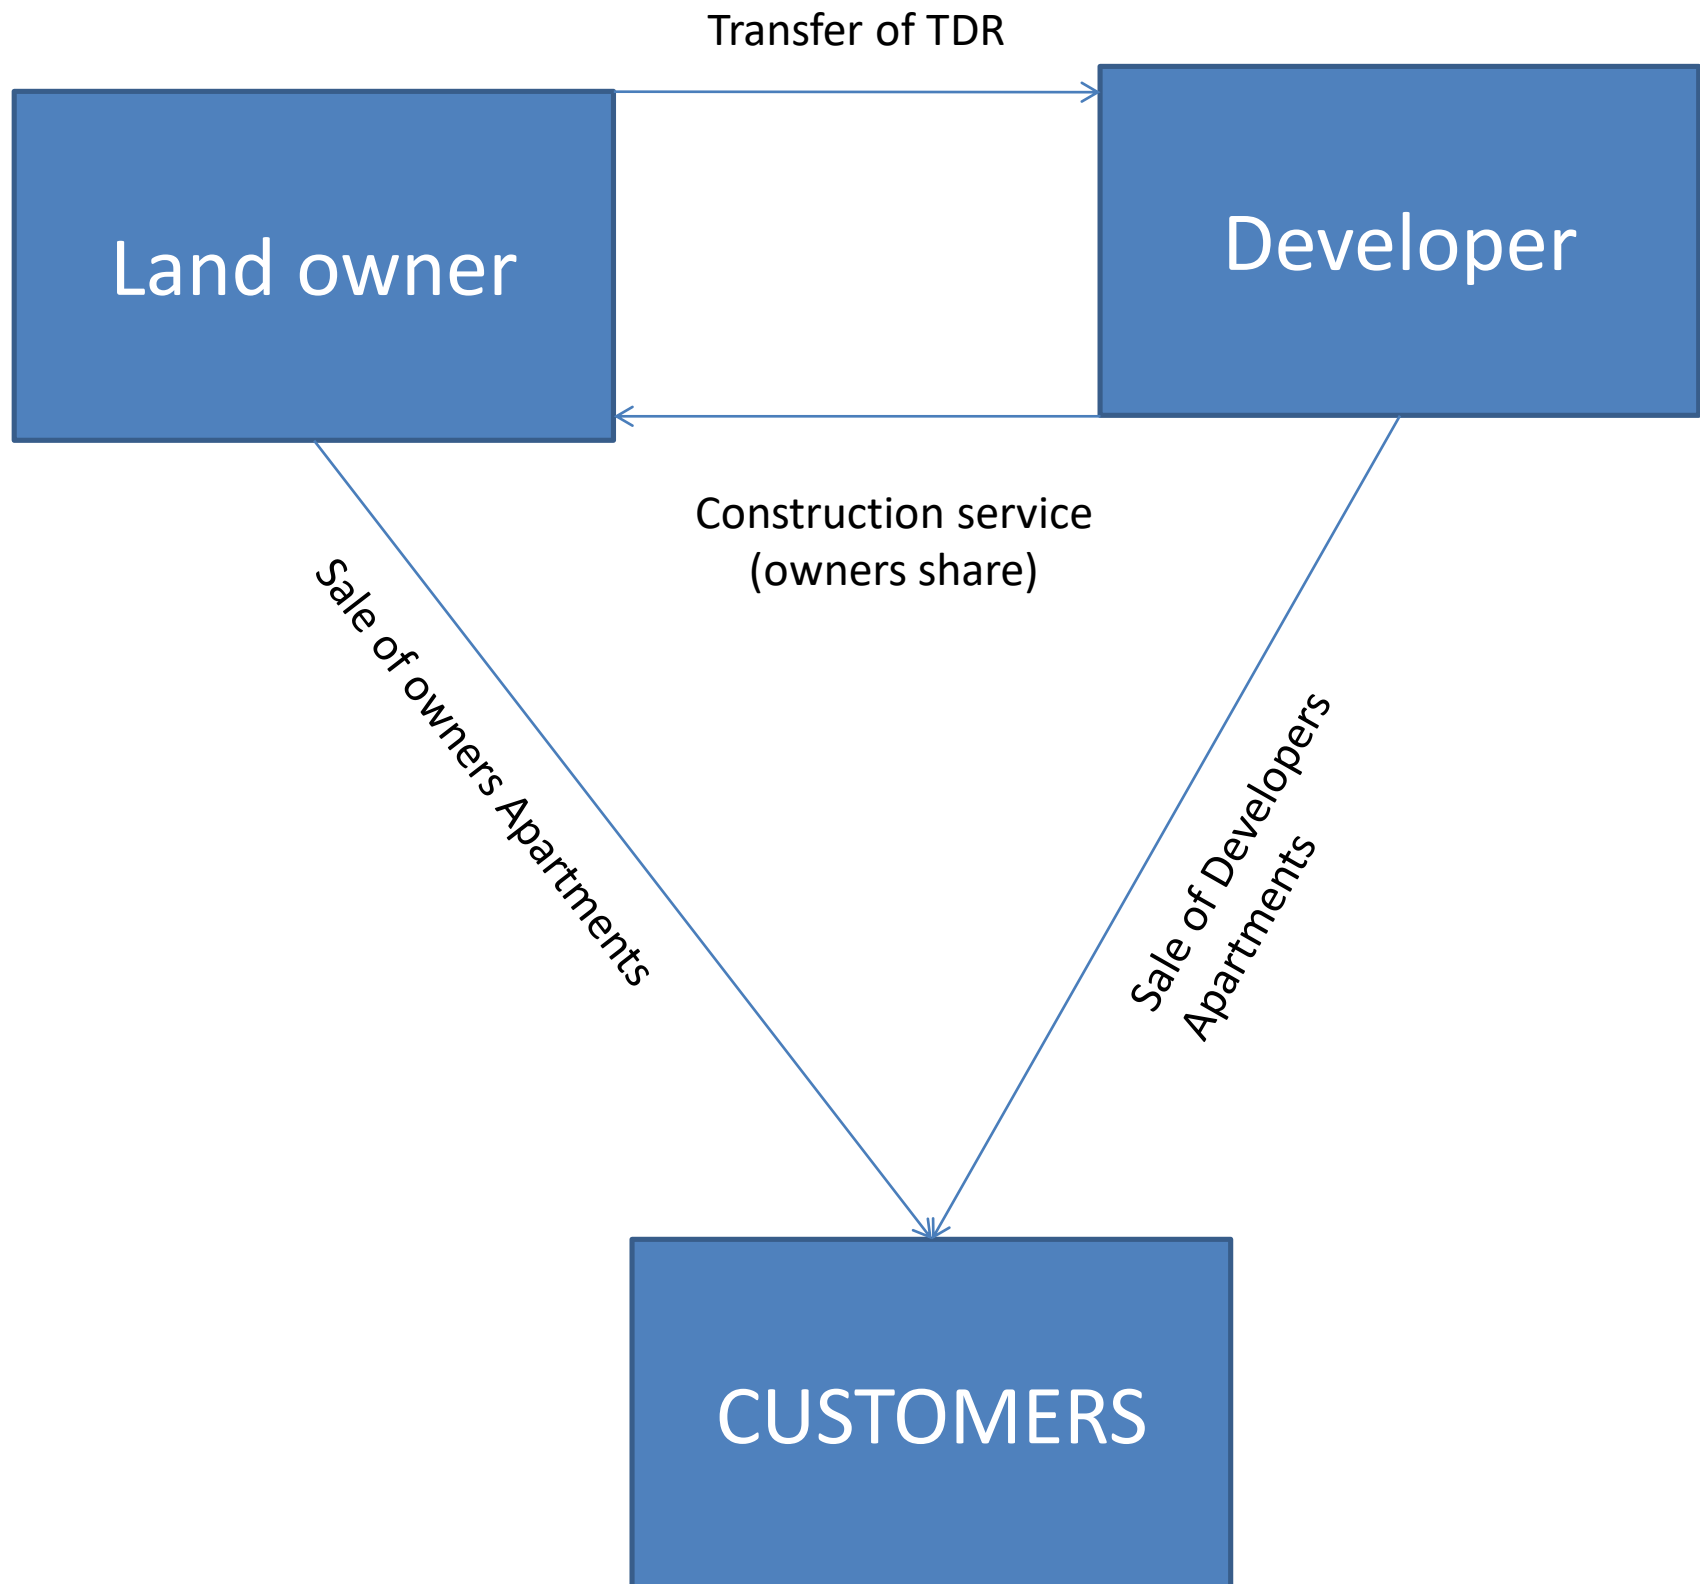 Transfer of TDR
Land owner
Developer
Construction service
(owners share)
Sale of owners Apartments
Sale of Developers
Apartments
CUSTOMERS